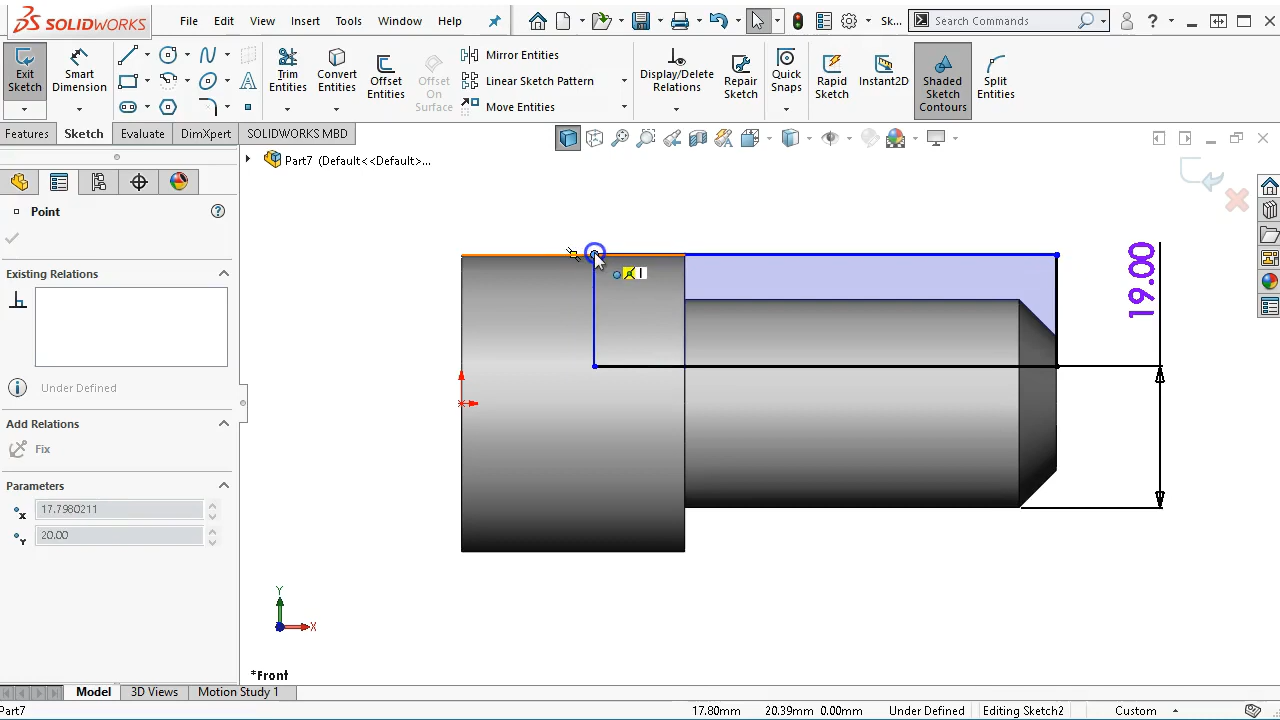 SOLIDWORKS File Edit View Insert Tools Window Help Sk... Search Commands
Exit Sketch Smart Dimension Trim Entities Convert Entities Offset Entities Offset On Surface Mirror Entities Linear Sketch Pattern Move Entities Display/Delete Relations Repair Sketch Quick Snaps Rapid Sketch Instant2D Shaded Sketch Contours Split Entities
Features Sketch Evaluate DimXpert SOLIDWORKS MBD
Part7 (Default<<Default>...
Point
Existing Relations
Under Defined
Add Relations
Fix
Parameters
17.7980211
20.00
19.00
Y
X
*Front
Model 3D Views Motion Study 1
Part7 17.80mm 20.39mm 0.00mm Under Defined Editing Sketch2 Custom